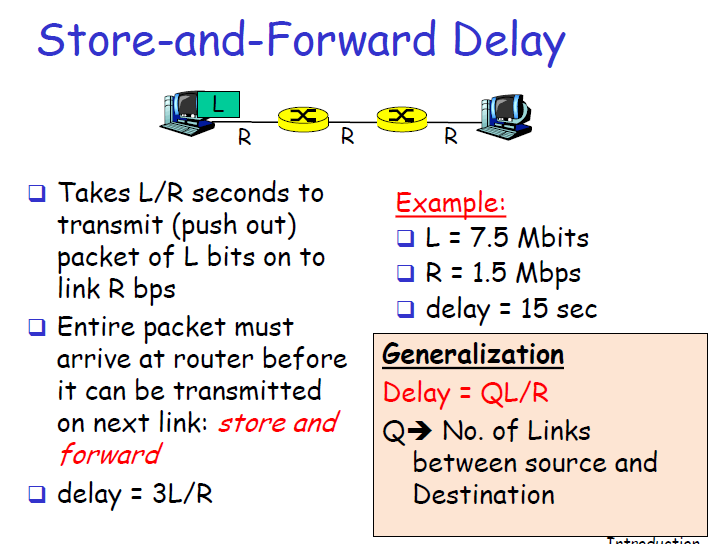 Store-and-Forward Delay
L
R
R
R
Takes L/R seconds to
transmit (push out)
packet of L bits on to
link R bps
Entire packet must
arrive at router before
it can be transmitted
on next link: store and
forward
delay = 3L/R
Example:
L = 7.5 Mbits
R = 1.5 Mbps
delay = 15 sec
Generalization
Delay = QL/R
Q➔ No. of Links
between source and
Destination
Introduction